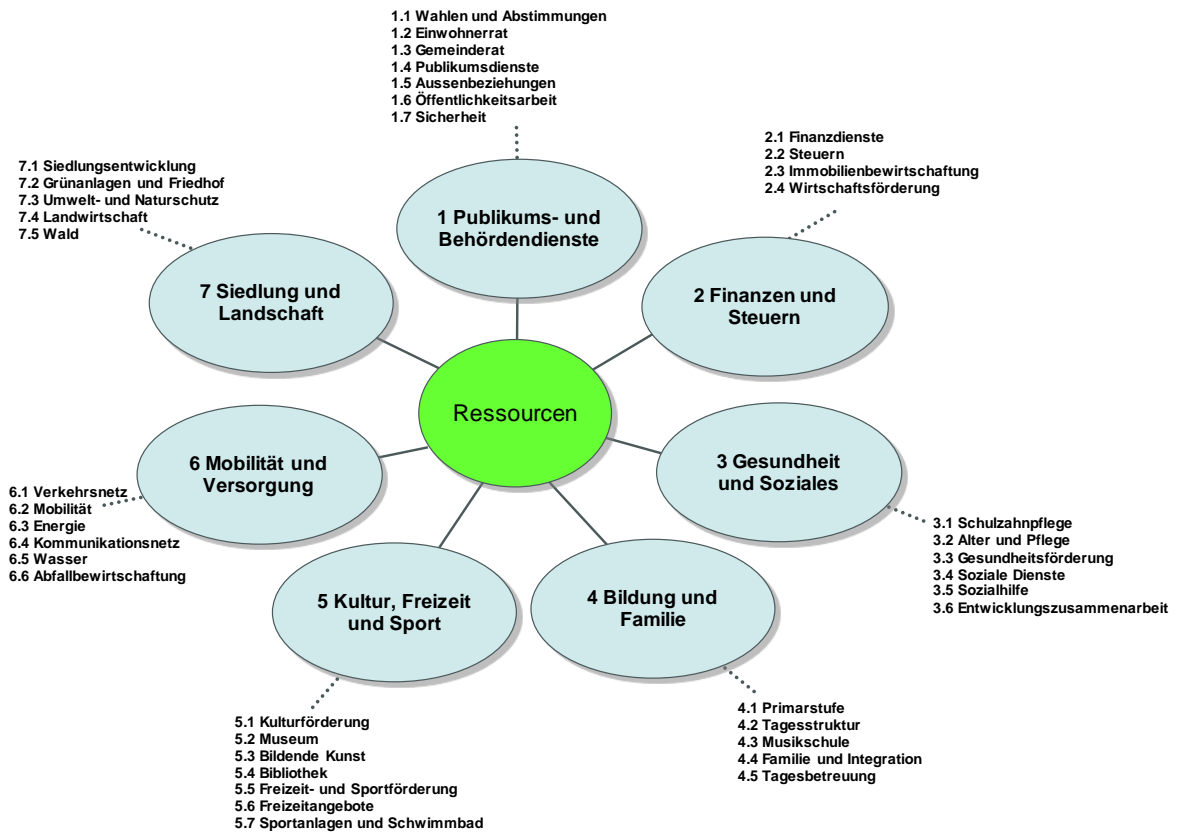 1.1 Wahlen und Abstimmungen
1.2 Einwohnerrat
1.3 Gemeinderat
1.4 Publikumsdienste
1.5 Aussenbeziehungen
1.6 Öffentlichkeitsarbeit
1.7 Sicherheit
1 Publikums- und
Behördendienste
2.1 Finanzdienste
2.2 Steuern
2.3 Immobilienbewirtschaftung
2.4 Wirtschaftsförderung
2 Finanzen und
Steuern
3 Gesundheit
und Soziales
3.1 Schulzahnpflege
3.2 Alter und Pflege
3.3 Gesundheitsförderung
3.4 Soziale Dienste
3.5 Sozialhilfe
3.6 Entwicklungszusammenarbeit
4 Bildung und
Familie
4.1 Primarstufe
4.2 Tagesstruktur
4.3 Musikschule
4.4 Familie und Integration
4.5 Tagesbetreuung
5 Kultur, Freizeit
und Sport
5.1 Kulturförderung
5.2 Museum
5.3 Bildende Kunst
5.4 Bibliothek
5.5 Freizeit- und Sportförderung
5.6 Freizeitangebote
5.7 Sportanlagen und Schwimmbad
6 Mobilität und
Versorgung
6.1 Verkehrsnetz
6.2 Mobilität
6.3 Energie
6.4 Kommunikationsnetz
6.5 Wasser
6.6 Abfallbewirtschaftung
7.1 Siedlungsentwicklung
7.2 Grünanlagen und Friedhof
7.3 Umwelt- und Naturschutz
7.4 Landwirtschaft
7.5 Wald
7 Siedlung und
Landschaft
Ressourcen